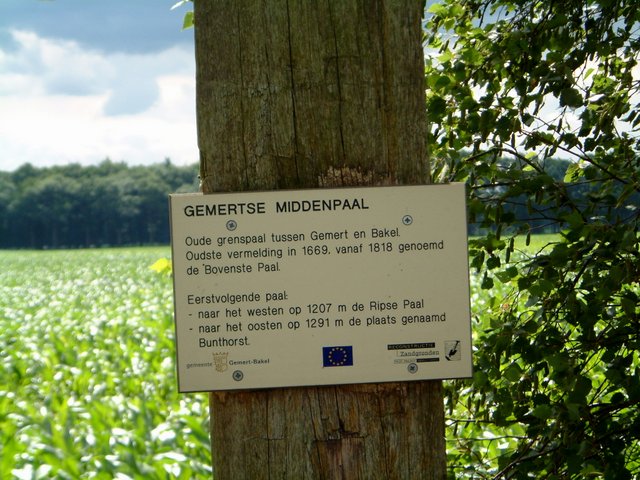 GEMERTSE MIDDENPAAL
Oude grenspaal tussen Gemert en Bakel.
Oudste vermelding in 1669, vanaf 1818 genoemd
de 'Bovenste Paal.
Eerstvolgende paal:
- naar het westen op 1207 m de Ripse Paal
- naar het oosten op 1291 m de plaats genaamd
Bunthorst.
gemeente Gemert-Bakel
RECONSTRUCTIE
Zandgronden